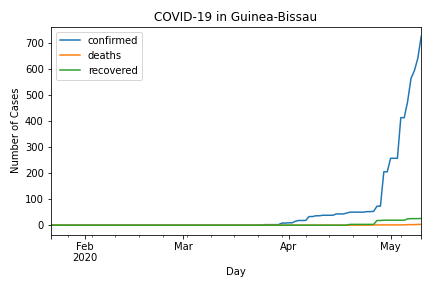 COVID-19 in Guinea-Bissau
confirmed
deaths
recovered
Number of Cases
700
600
500
400
300
200
100
0
Feb
2020
Mar
Apr
May
Day